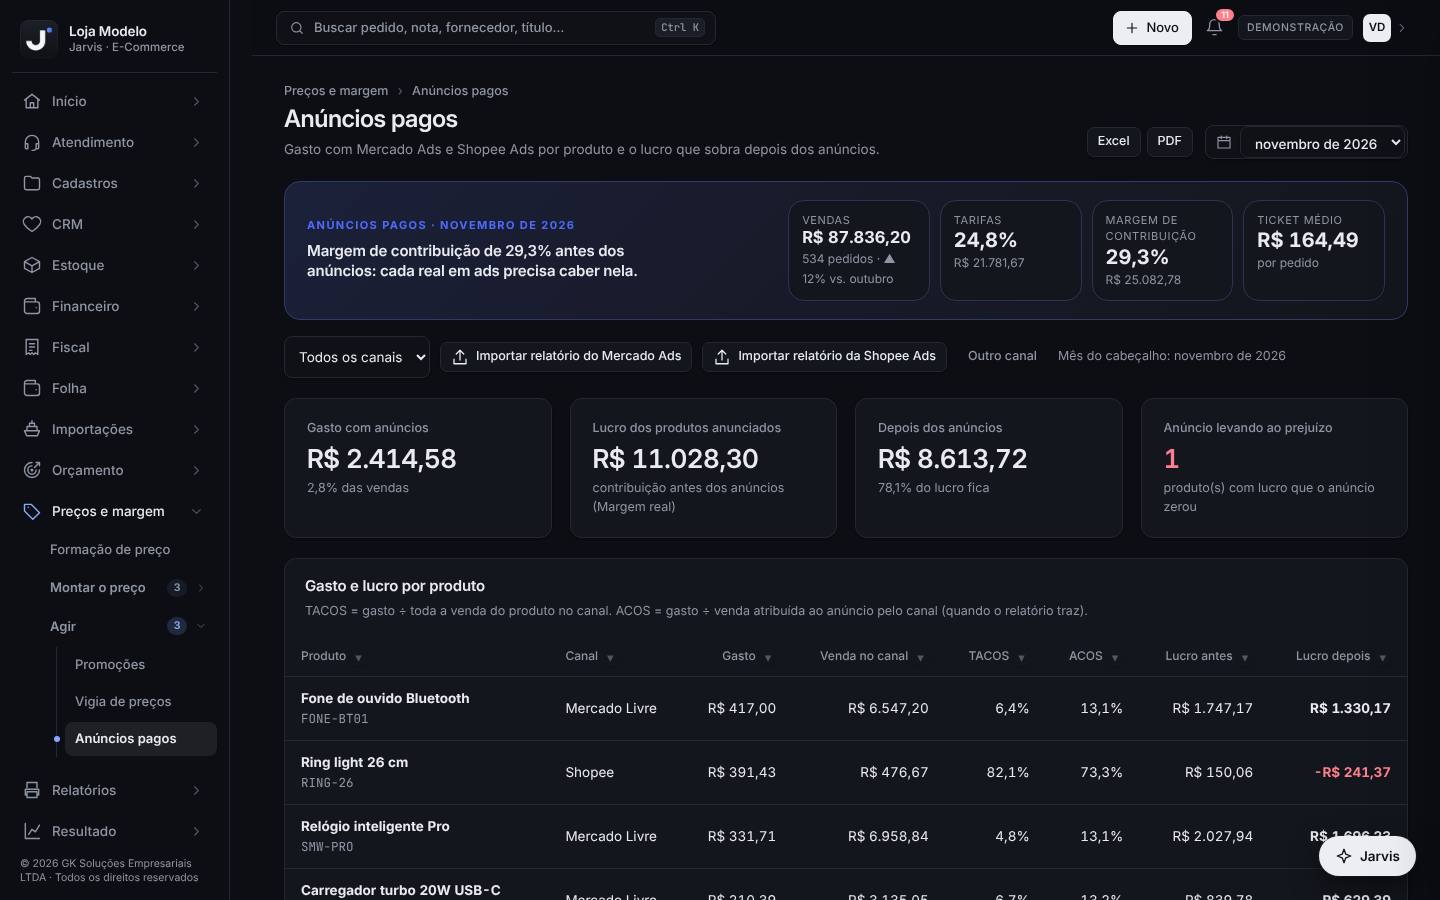 Loja Modelo
Jarvis · E-Commerce
Início
Atendimento
Cadastros
CRM
Estoque
Financeiro
Fiscal
Folha
Importações
Orçamento
Preços e margem
Formação de preço
Montar o preço 3
Agir 3
Promoções
Vigia de preços
Anúncios pagos
Relatórios
Resultado
© 2026 GK Soluções Empresariais
LTDA · Todos os direitos reservados
Buscar pedido, nota, fornecedor, título... Ctrl K
Novo
11
DEMONSTRAÇÃO
VD
Preços e margem › Anúncios pagos
Anúncios pagos
Gasto com Mercado Ads e Shopee Ads por produto e o lucro que sobra depois dos anúncios.
Excel
PDF
novembro de 2026
ANÚNCIOS PAGOS · NOVEMBRO DE 2026
Margem de contribuição de 29,3% antes dos
anúncios: cada real em ads precisa caber nela.
VENDAS
R$ 87.836,20
534 pedidos · ▲
12% vs. outubro
TARIFAS
24,8%
R$ 21.781,67
MARGEM DE
CONTRIBUIÇÃO
29,3%
R$ 25.082,78
TICKET MÉDIO
R$ 164,49
por pedido
Todos os canais
Importar relatório do Mercado Ads
Importar relatório da Shopee Ads
Outro canal
Mês do cabeçalho: novembro de 2026
Gasto com anúncios
R$ 2.414,58
2,8% das vendas
Lucro dos produtos anunciados
R$ 11.028,30
contribuição antes dos anúncios
(Margem real)
Depois dos anúncios
R$ 8.613,72
78,1% do lucro fica
Anúncio levando ao prejuízo
1
produto(s) com lucro que o anúncio
zerou
Gasto e lucro por produto
TACOS = gasto ÷ toda a venda do produto no canal. ACOS = gasto ÷ venda atribuída ao anúncio pelo canal (quando o relatório traz).
Produto ▼ Canal ▼ Gasto ▼ Venda no canal ▼ TACOS ▼ ACOS ▼ Lucro antes ▼ Lucro depois ▼
Fone de ouvido Bluetooth
FONE-BT01
Mercado Livre R$ 417,00 R$ 6.547,20 6,4% 13,1% R$ 1.747,17 R$ 1.330,17
Ring light 26 cm
RING-26
Shopee R$ 391,43 R$ 476,67 82,1% 73,3% R$ 150,06 -R$ 241,37
Relógio inteligente Pro
SMW-PRO
Mercado Livre R$ 331,71 R$ 6.958,84 4,8% 13,1% R$ 2.027,94
Carregador turbo 20W USB-C
Jarvis